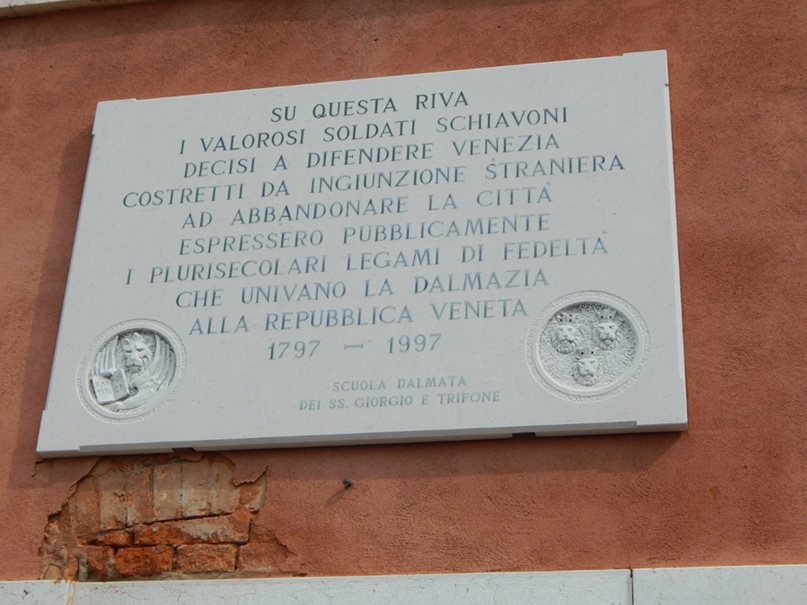 SU QUESTA RIVA
I VALOROSI SOLDATI SCHIAVONI
DECISI A DIFENDERE VENEZIA
COSTRETTI DA INGIUNZIONE STRANIERA
AD ABBANDONARE LA CITTÀ
ESPRESSERO PUBBLICAMENTE
I PLURISECOLARI LEGAMI DI FEDELTÀ
CHE UNIVANO LA DALMAZIA
ALLA REPUBBLICA VENETA
1797 – 1997
SCUOLA DALMATA
DEI SS. GIORGIO E TRIFONE